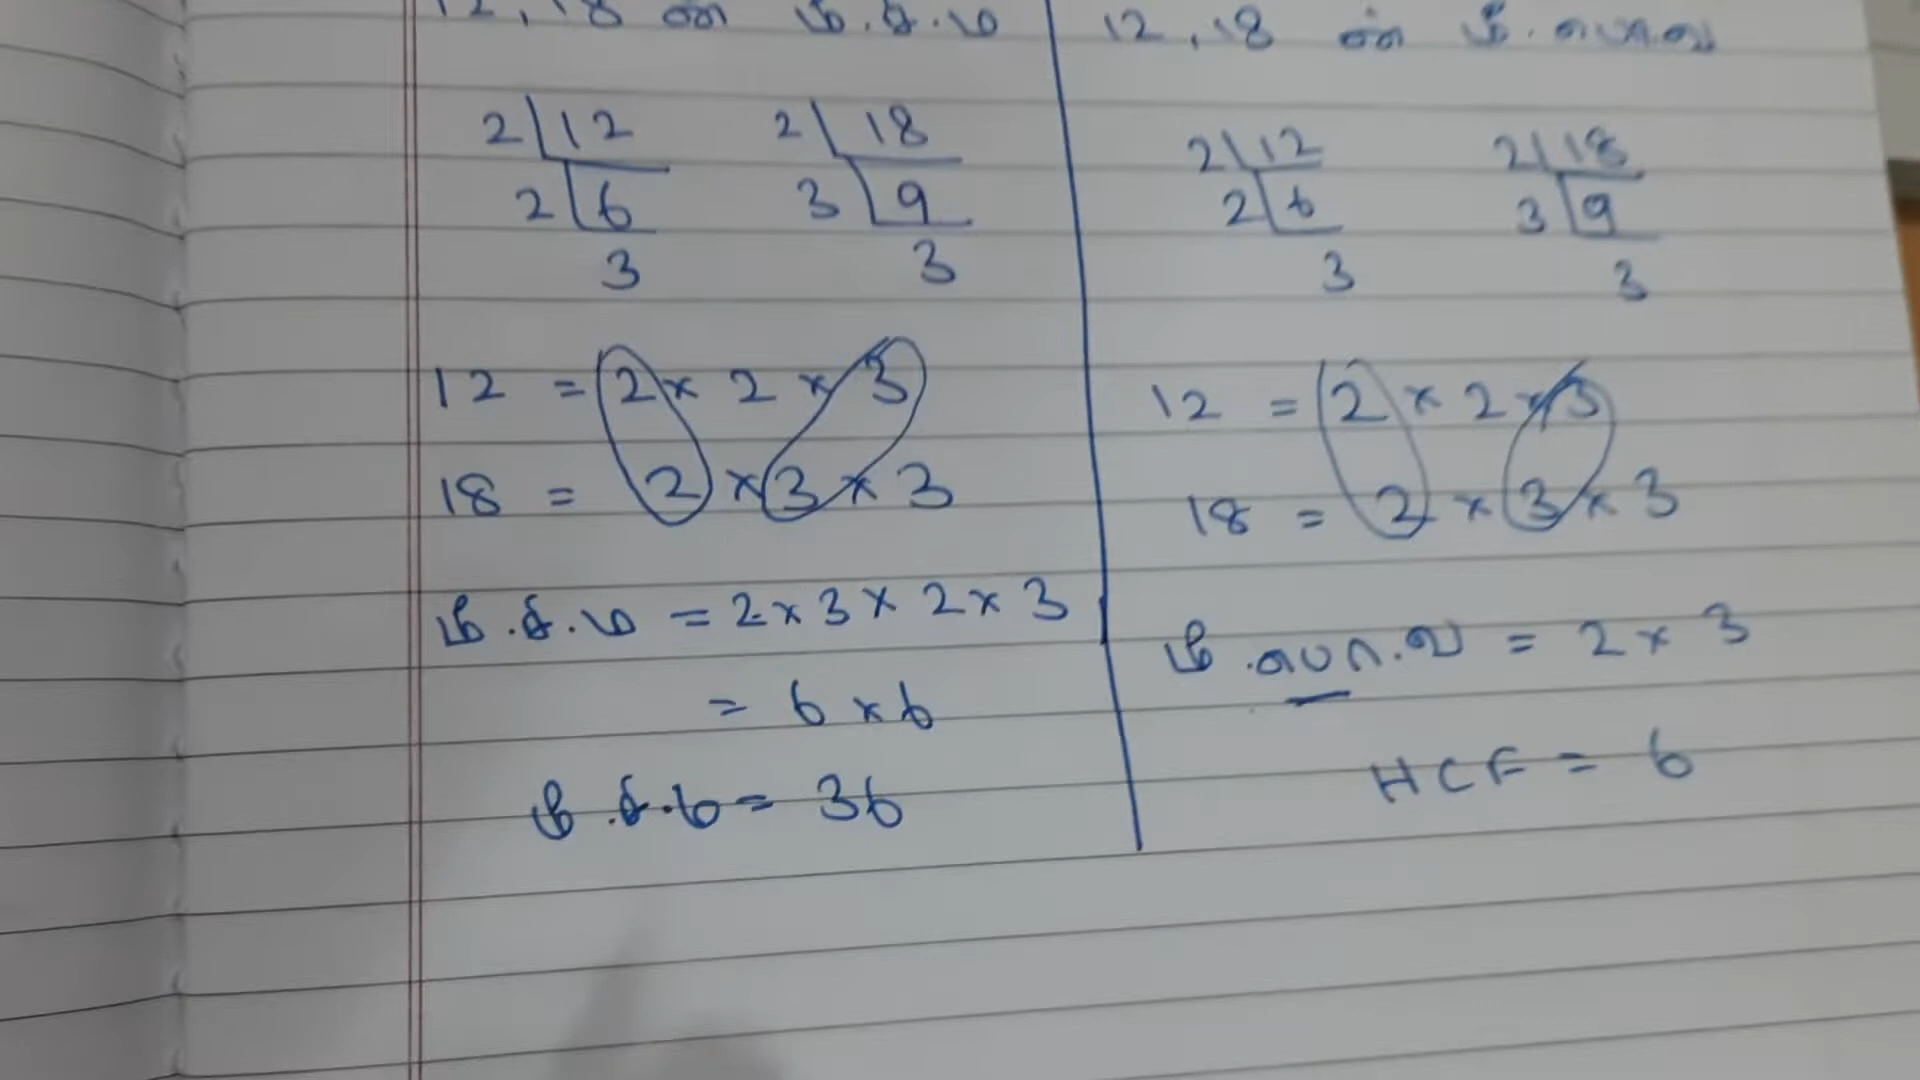 12, 18 ன் மீ.சி.ம
2 12 2 18
2 6 3 9
3 3
12 = 2 x 2 x 3
18 = 2 x 3 x 3
மீ.சி.ம = 2 x 3 x 2 x 3
= 6 x 6
மீ.சி.ம = 36
12, 18 ன் மீ.பொ.வ
2 12 2 18
2 6 3 9
3 3
12 = 2 x 2 x 3
18 = 2 x 3 x 3
மீ.பொ.வ = 2 x 3
HCF = 6